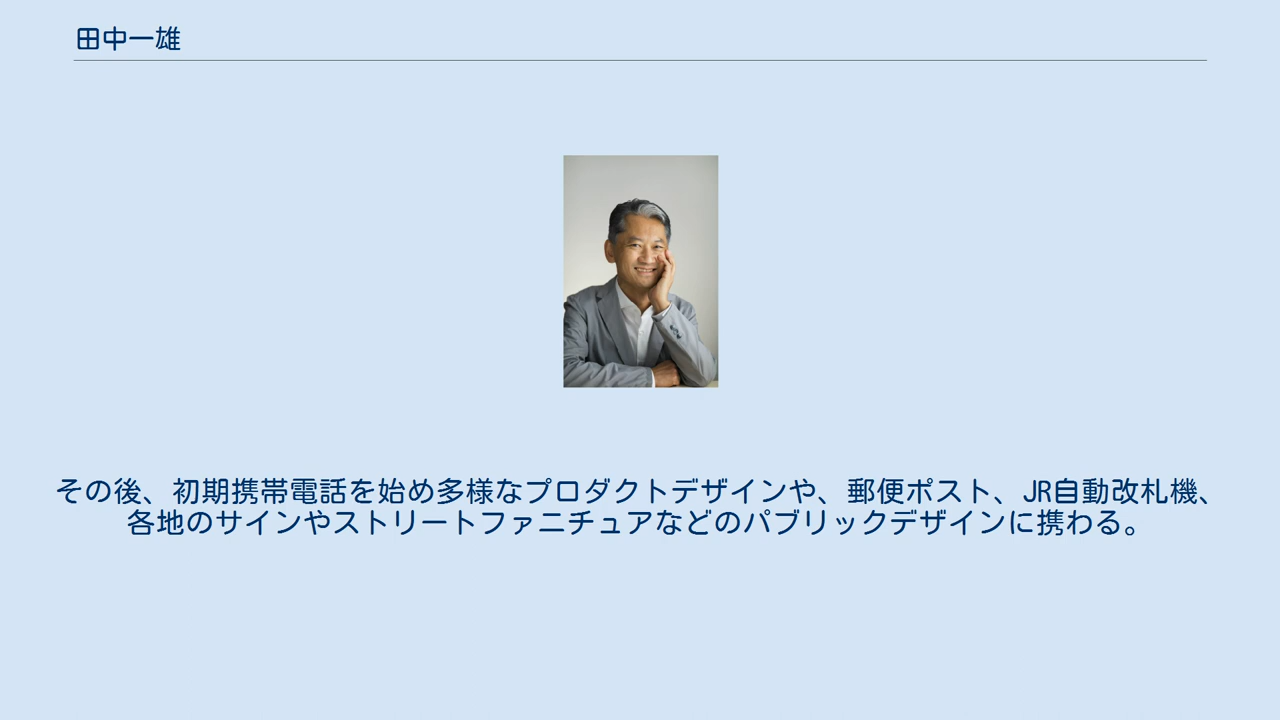 田中一雄
その後、初期携帯電話を始め多様なプロダクトデザインや、郵便ポスト、JR自動改札機、
各地のサインやストリートファニチュアなどのパブリックデザインに携わる。